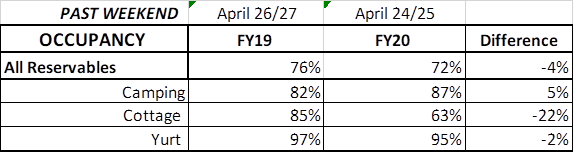 PAST WEEKEND April 26/27 April 24/25
OCCUPANCY FY19 FY20 Difference
All Reservables 76% 72% -4%
Camping 82% 87% 5%
Cottage 85% 63% -22%
Yurt 97% 95% -2%